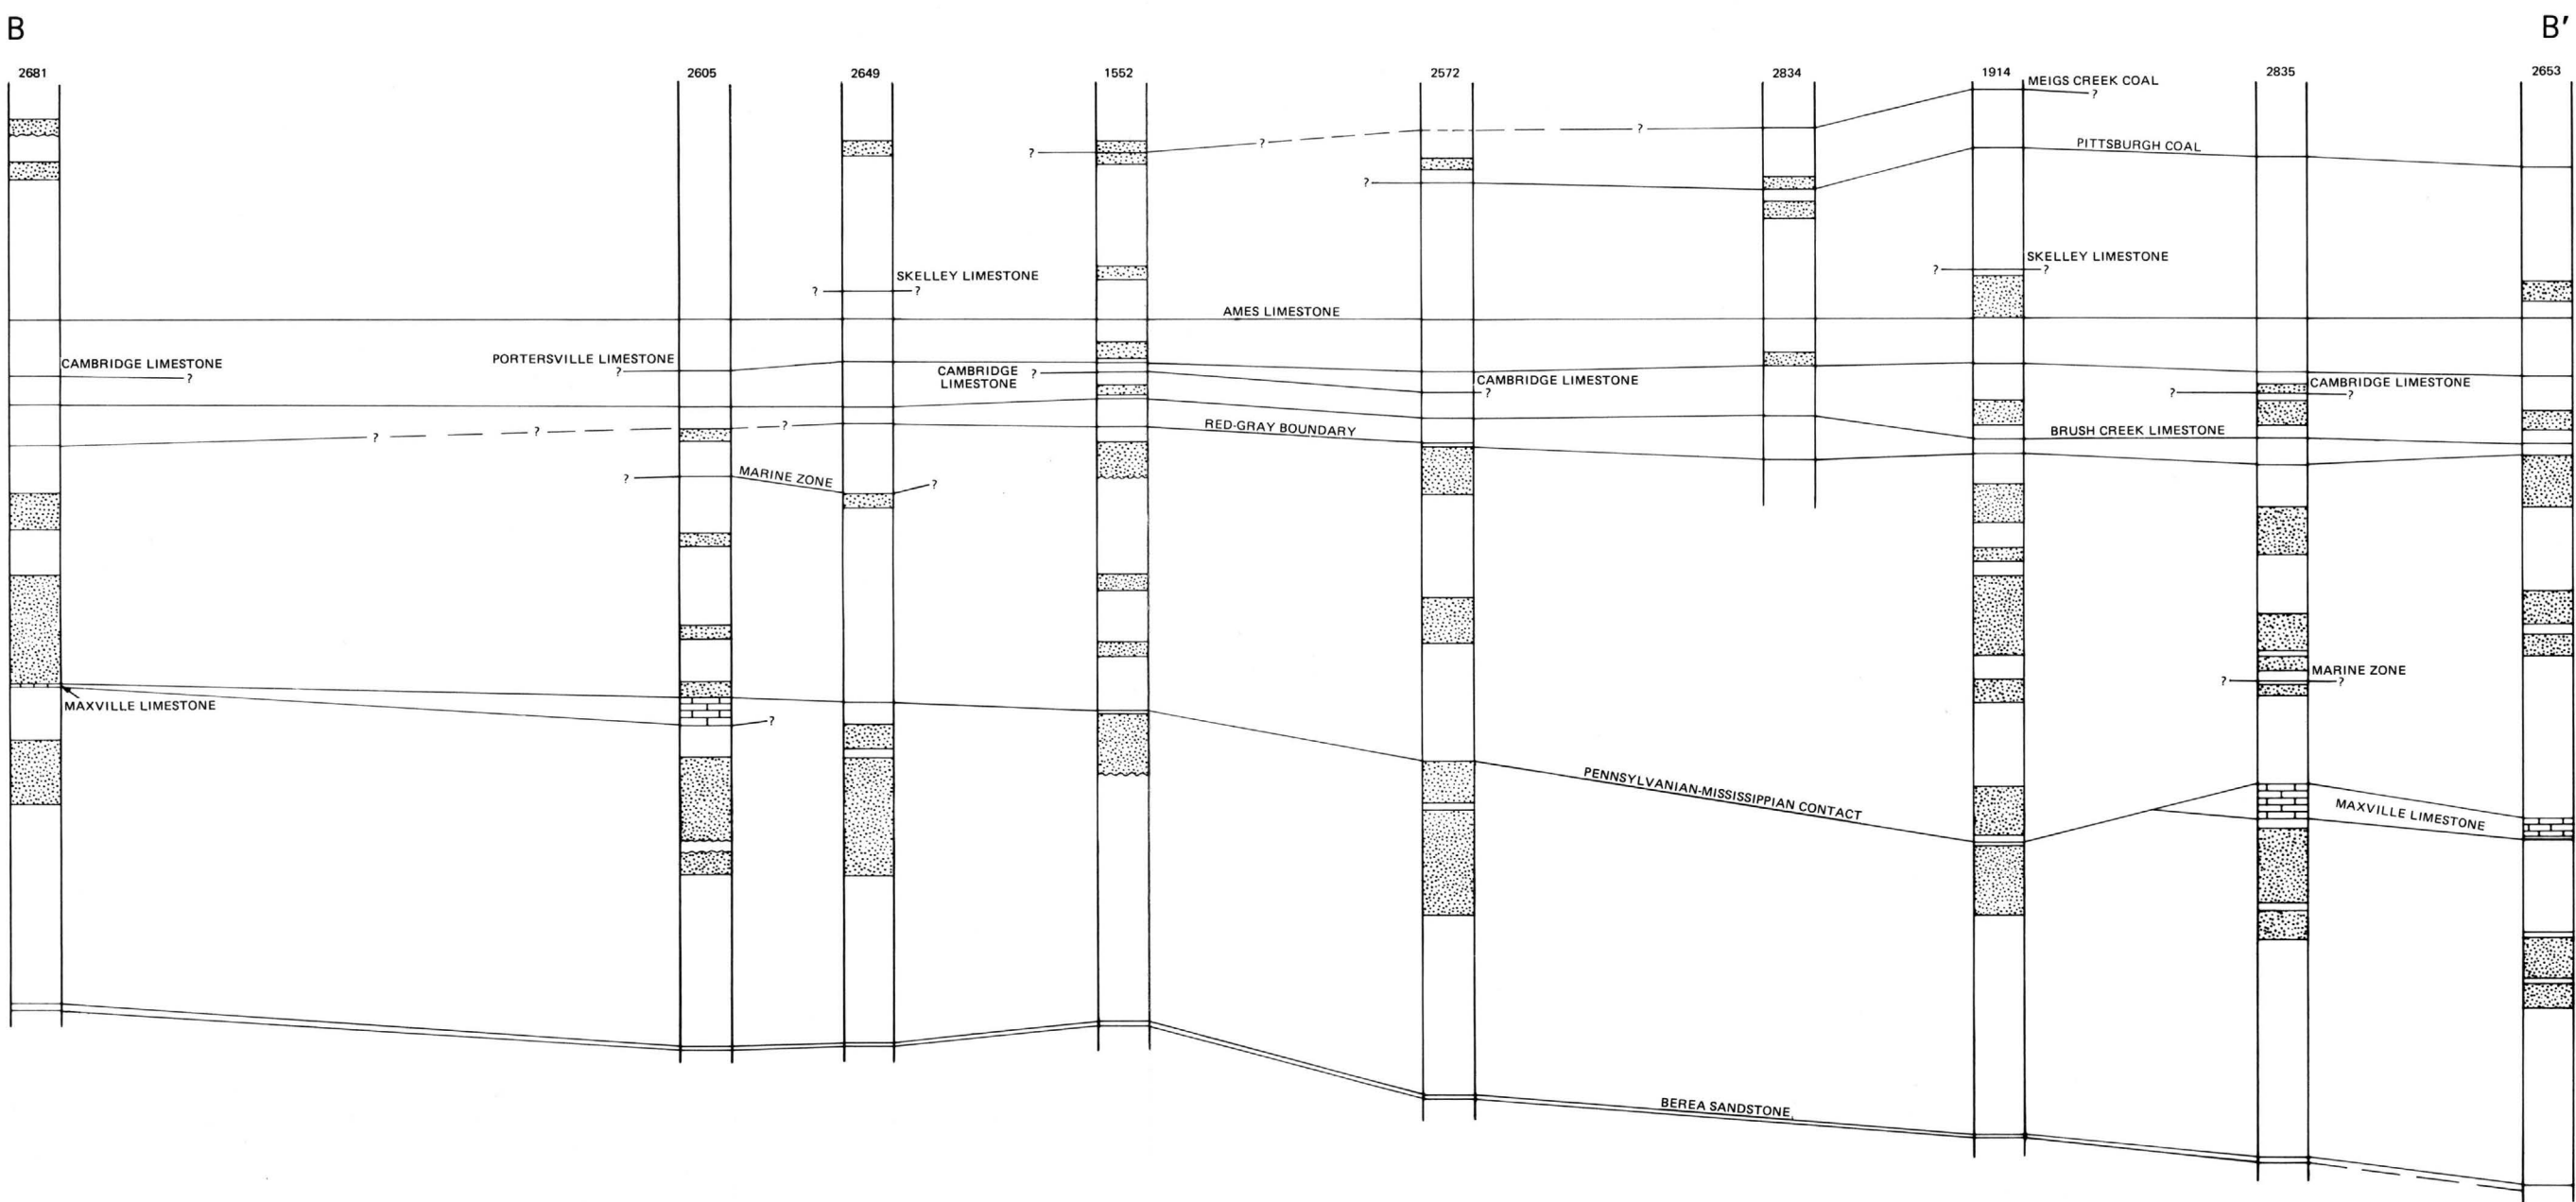 B
B′
2681
2605
2649
1552
2572
2834
1914
2835
2653
MEIGS CREEK COAL
?
?
?
?
PITTSBURGH COAL
?
SKELLEY LIMESTONE
? ?
SKELLEY LIMESTONE
? ?
AMES LIMESTONE
CAMBRIDGE LIMESTONE
?
PORTERSVILLE LIMESTONE
?
CAMBRIDGE
LIMESTONE
?
CAMBRIDGE LIMESTONE
?
CAMBRIDGE LIMESTONE
? ?
BRUSH CREEK LIMESTONE
RED-GRAY BOUNDARY
? ? ?
MARINE ZONE
? ?
MARINE ZONE
? ?
MAXVILLE LIMESTONE
?
PENNSYLVANIAN-MISSISSIPPIAN CONTACT
MAXVILLE LIMESTONE
BEREA SANDSTONE